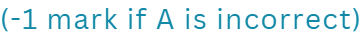 (-1 mark if A is incorrect)